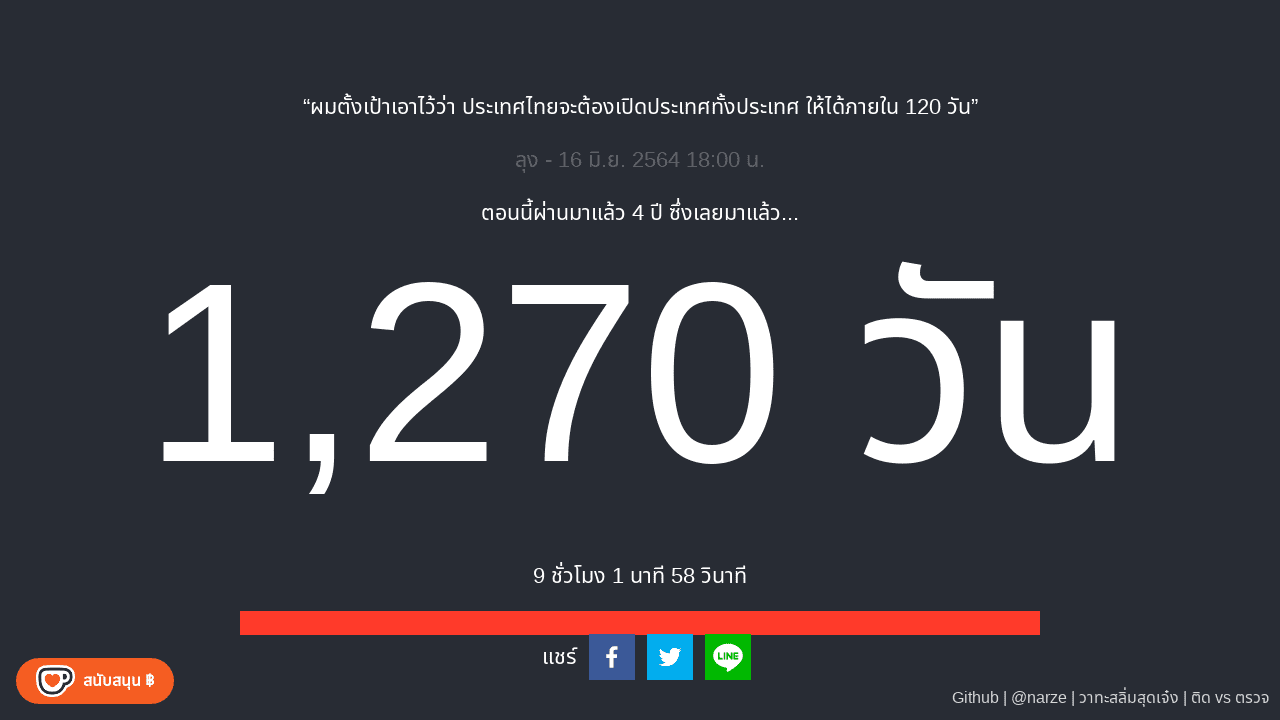 “ผมตั้งเป้าเอาไว้ว่า ประเทศไทยจะต้องเปิดประเทศทั้งประเทศ ให้ได้ภายใน 120 วัน”
ลุง - 16 มิ.ย. 2564 18:00 น.
ตอนนี้ผ่านมาแล้ว 4 ปี ซึ่งเลยมาแล้ว...
1,270 วัน
9 ชั่วโมง 1 นาที 58 วินาที
แชร์
LINE
สนับสนุน ฿
Github | @narze | วาทะสลิ่มสุดเจ๋ง | ติด vs ตรวจ